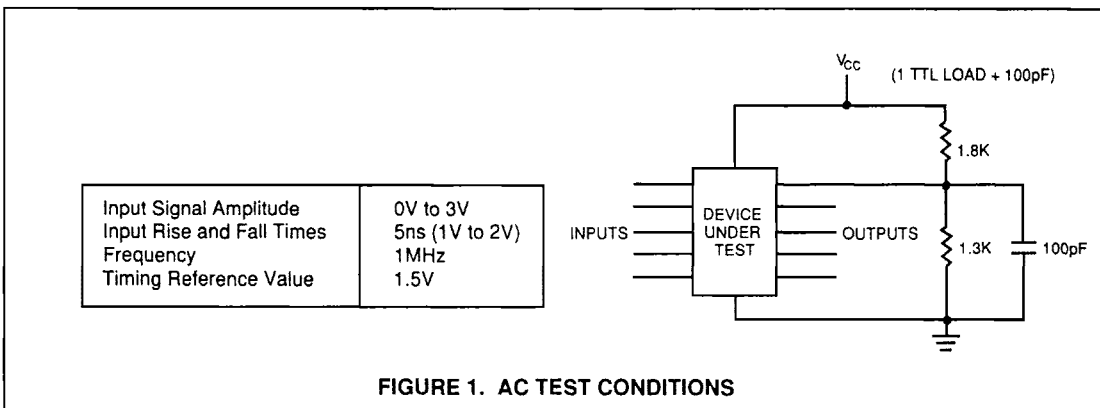 V_CC (1 TTL LOAD + 100pF)
1.8K
Input Signal Amplitude 0V to 3V
Input Rise and Fall Times 5ns (1V to 2V)
Frequency 1MHz
Timing Reference Value 1.5V
INPUTS
DEVICE
UNDER
TEST
OUTPUTS
1.3K
100pF
FIGURE 1. AC TEST CONDITIONS